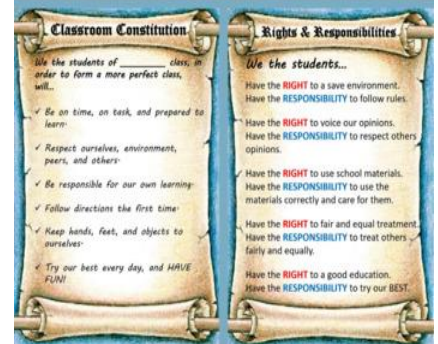 Classroom Constitution
We the students of ________ class, in
order to form a more perfect class,
will...
✓ Be on time, on task, and prepared to
learn.
✓ Respect ourselves, environment,
peers, and others.
✓ Be responsible for our own learning.
✓ Follow directions the first time.
✓ Keep hands, feet, and objects to
ourselves.
✓ Try our best every day, and HAVE
FUN!
Rights & Responsibilities
We the students...
Have the RIGHT to a save environment.
Have the RESPONSIBILITY to follow rules.
Have the RIGHT to voice our opinions.
Have the RESPONSIBILITY to respect others
opinions.
Have the RIGHT to use school materials.
Have the RESPONSIBILITY to use the
materials correctly and care for them.
Have the RIGHT to fair and equal treatment.
Have the RESPONSIBILITY to treat others
fairly and equally.
Have the RIGHT to a good education.
Have the RESPONSIBILITY to try our BEST.